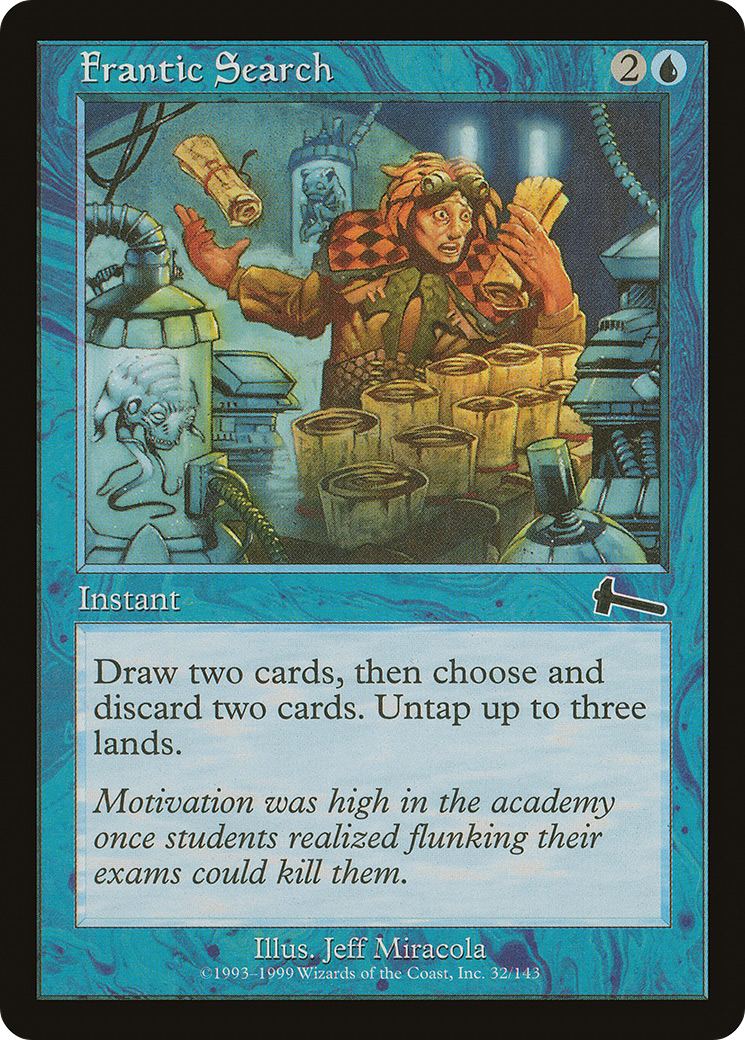 Frantic Search
2
Instant
Draw two cards, then choose and
discard two cards. Untap up to three
lands.
Motivation was high in the academy
once students realized flunking their
exams could kill them.
Illus. Jeff Miracola
©1993–1999 Wizards of the Coast, Inc. 32/143